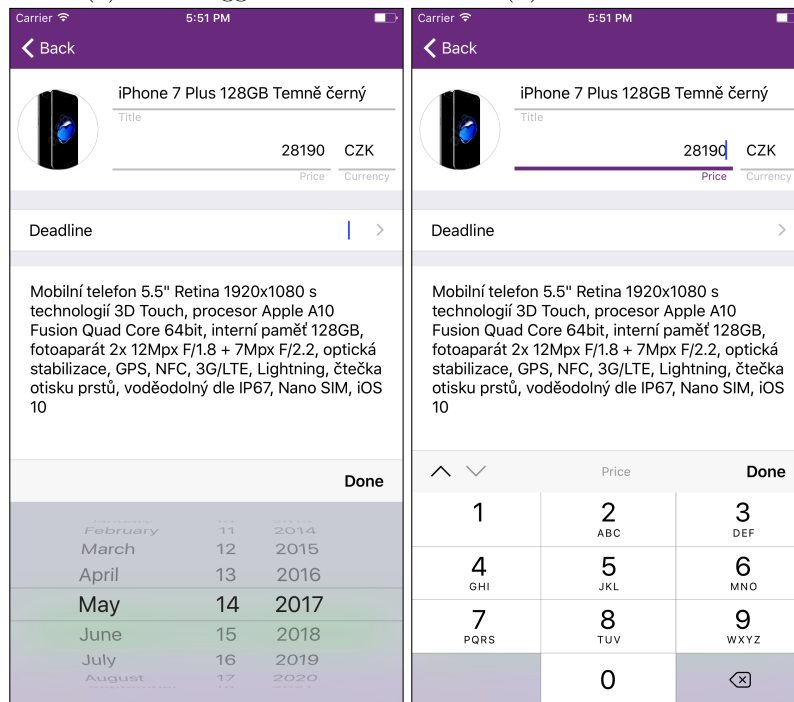 Carrier 5:51 PM
Back
iPhone 7 Plus 128GB Temně černý
Title
28190 CZK
Price Currency
Deadline
Mobilní telefon 5.5" Retina 1920x1080 s
technologií 3D Touch, procesor Apple A10
Fusion Quad Core 64bit, interní paměť 128GB,
fotoaparát 2x 12Mpx F/1.8 + 7Mpx F/2.2, optická
stabilizace, GPS, NFC, 3G/LTE, Lightning, čtečka
otisku prstů, voděodolný dle IP67, Nano SIM, iOS
10
Done
February 11 2014
March 12 2015
April 13 2016
May 14 2017
June 15 2018
July 16 2019
August 17 2020
Carrier 5:51 PM
Back
iPhone 7 Plus 128GB Temně černý
Title
28190 CZK
Price Currency
Deadline
Mobilní telefon 5.5" Retina 1920x1080 s
technologií 3D Touch, procesor Apple A10
Fusion Quad Core 64bit, interní paměť 128GB,
fotoaparát 2x 12Mpx F/1.8 + 7Mpx F/2.2, optická
stabilizace, GPS, NFC, 3G/LTE, Lightning, čtečka
otisku prstů, voděodolný dle IP67, Nano SIM, iOS
10
Price Done
1 2 3
ABC DEF
4 5 6
GHI JKL MNO
7 8 9
PQRS TUV WXYZ
0